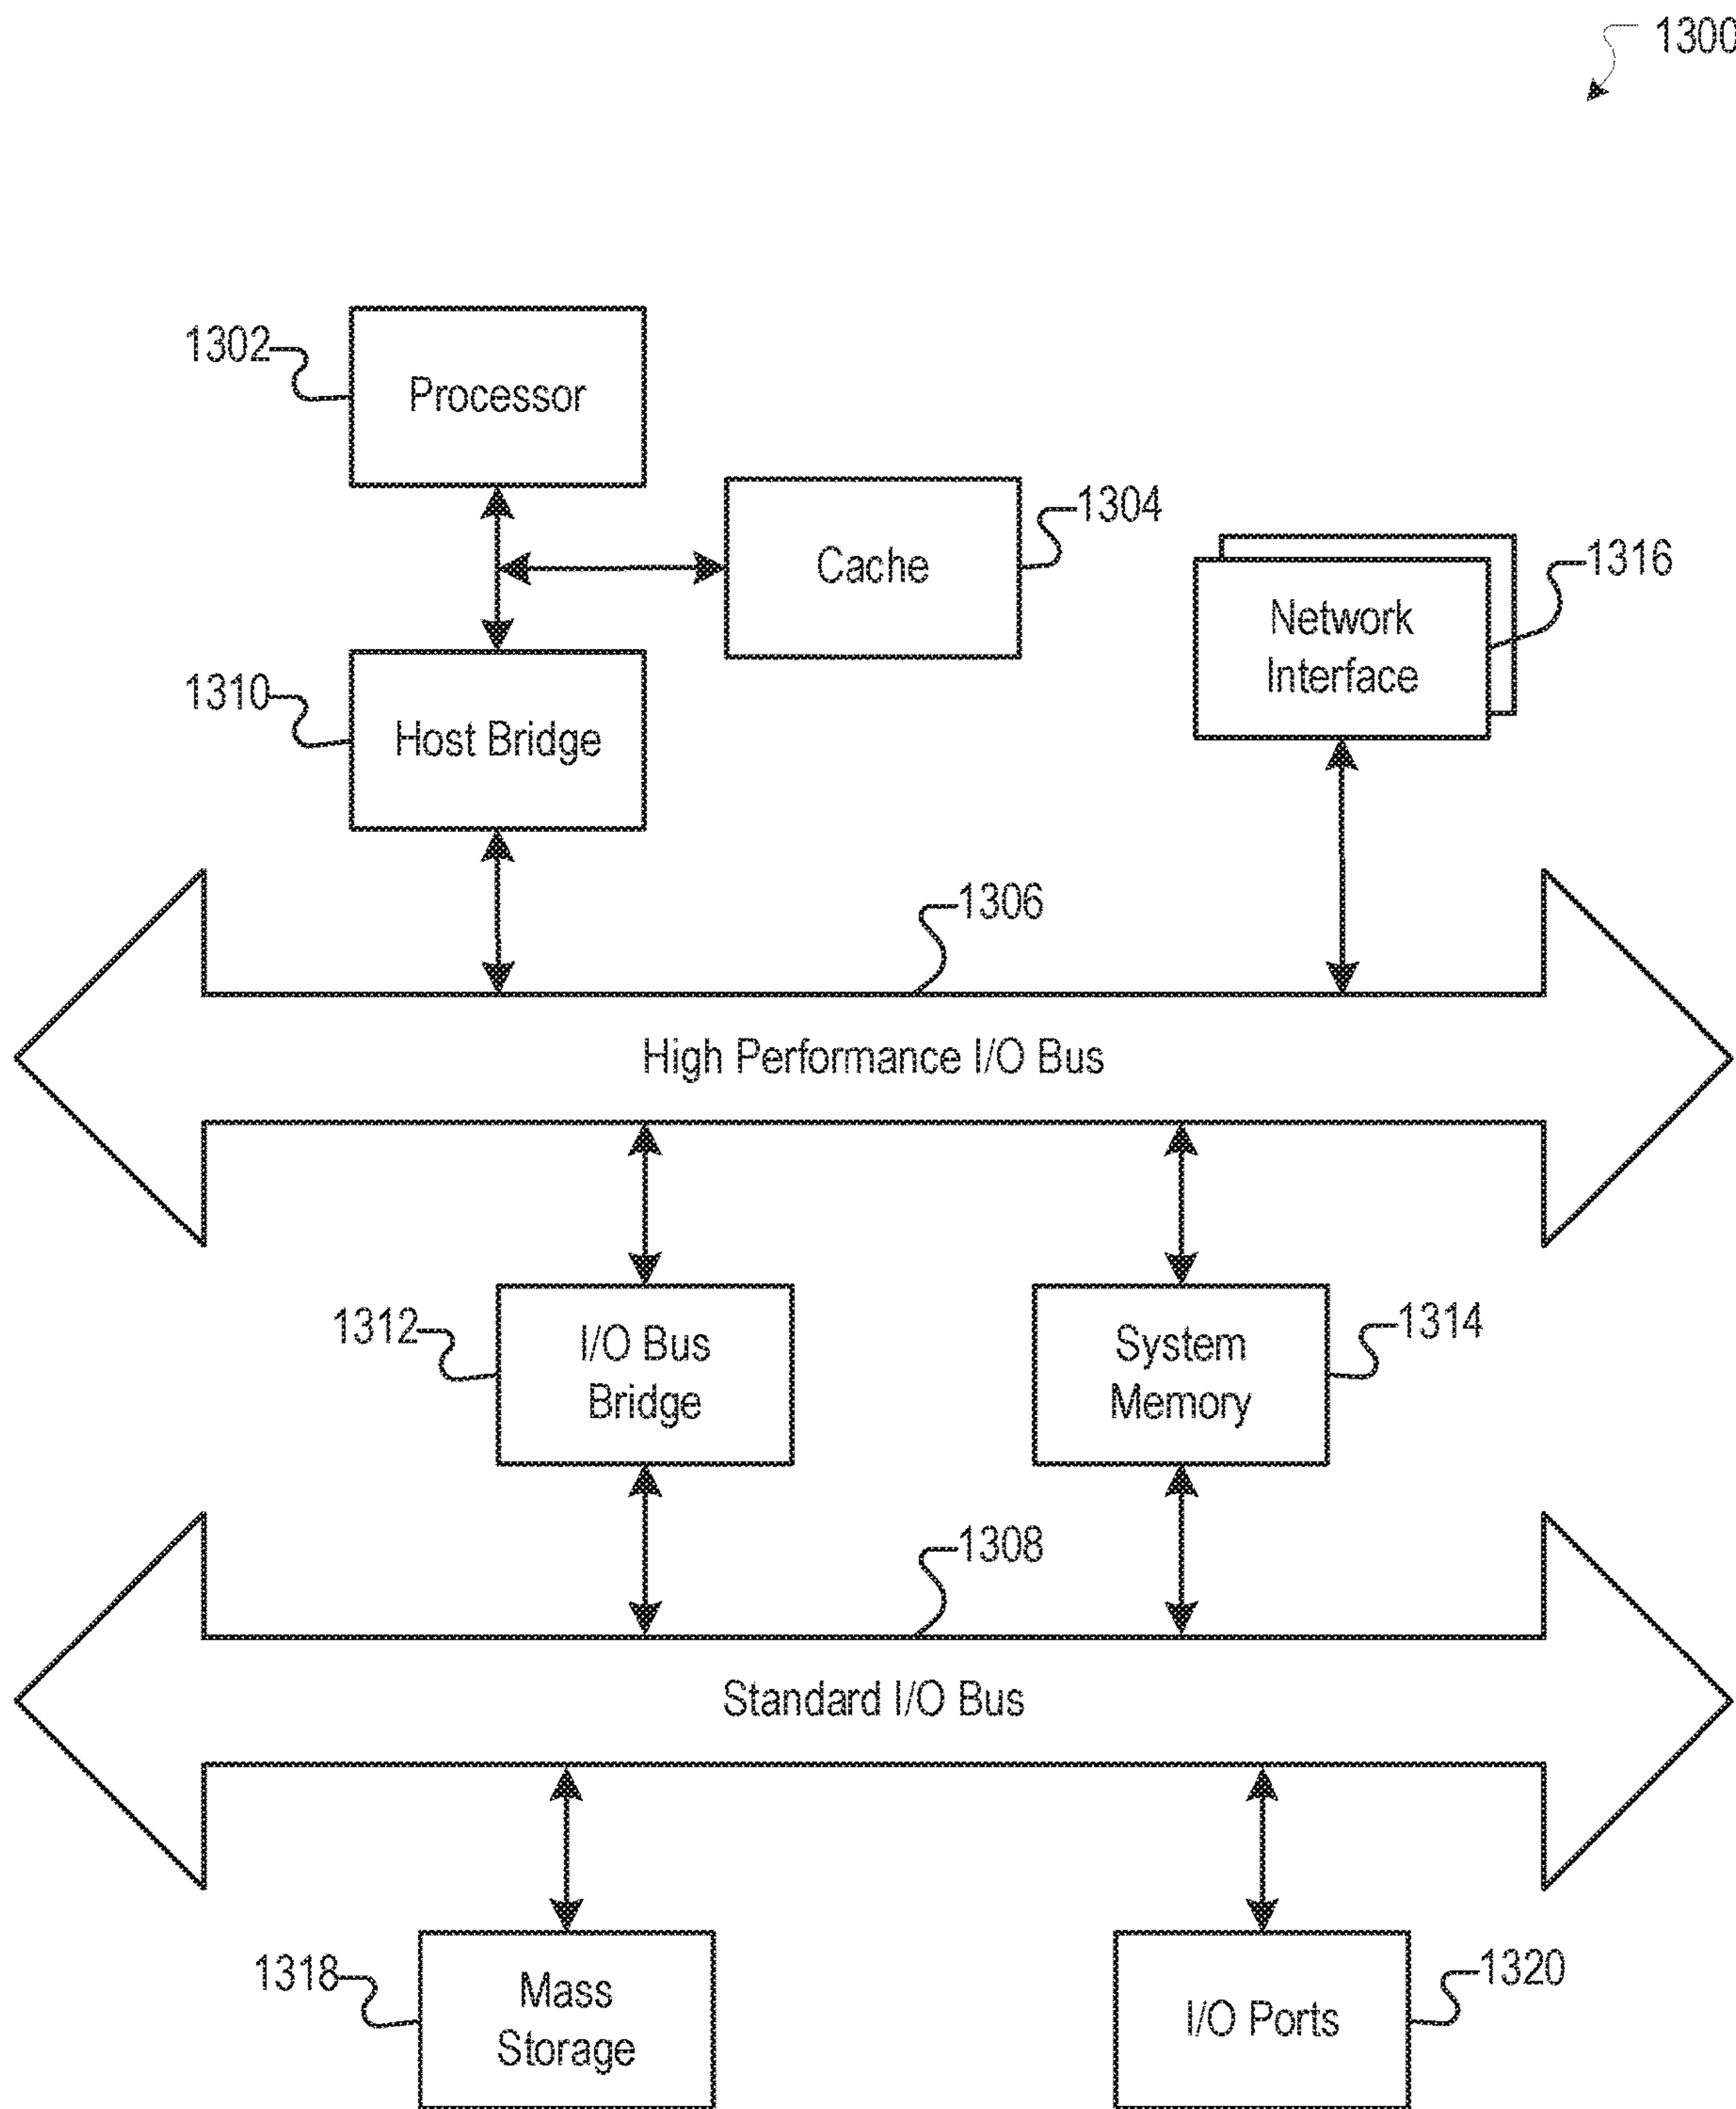 1300
1302
Processor
1304
Cache
1316
Network
Interface
1310
Host Bridge
1306
High Performance I/O Bus
1312
I/O Bus
Bridge
1314
System
Memory
1308
Standard I/O Bus
1318
Mass
Storage
1320
I/O Ports